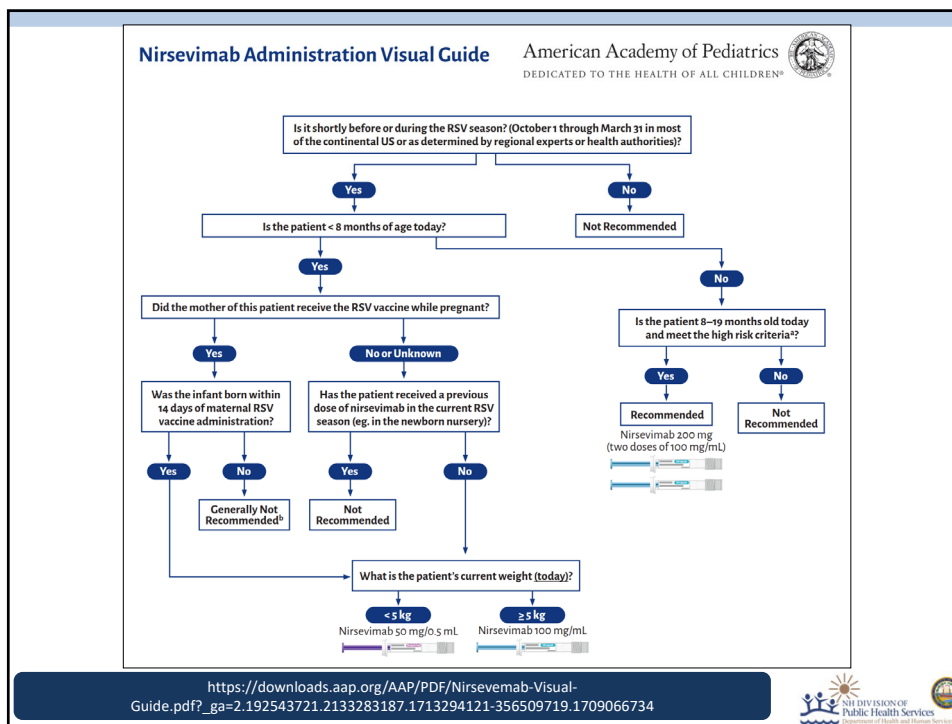 Nirsevimab Administration Visual Guide
American Academy of Pediatrics
DEDICATED TO THE HEALTH OF ALL CHILDREN®
Is it shortly before or during the RSV season? (October 1 through March 31 in most
of the continental US or as determined by regional experts or health authorities)?
Yes
No
Is the patient < 8 months of age today?
Not Recommended
Yes
No
Did the mother of this patient receive the RSV vaccine while pregnant?
Is the patient 8–19 months old today
and meet the high risk criteriaᵃ?
Yes
No or Unknown
Yes
No
Was the infant born within
14 days of maternal RSV
vaccine administration?
Has the patient received a previous
dose of nirsevimab in the current RSV
season (eg. in the newborn nursery)?
Recommended
Not
Recommended
Nirsevimab 200 mg
(two doses of 100 mg/mL)
Yes
No
Yes
No
Generally Not
Recommendedᵇ
Not
Recommended
What is the patient's current weight (today)?
< 5 kg
≥ 5 kg
Nirsevimab 50 mg/0.5 mL
Nirsevimab 100 mg/mL
https://downloads.aap.org/AAP/PDF/Nirsevemab-Visual-
Guide.pdf?_ga=2.192543721.2133283187.1713294121-356509719.1709066734
NH DIVISION OF
Public Health Services
Department of Health and Human Services